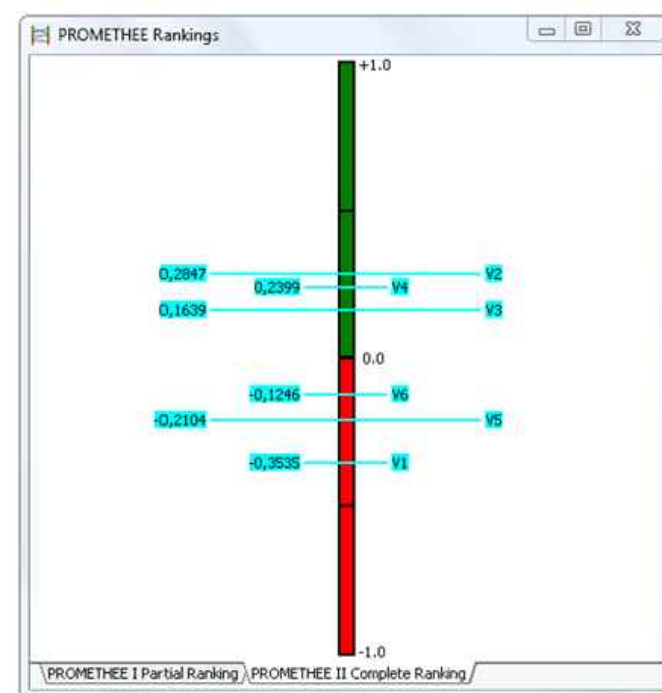 PROMETHEE Rankings
+1.0
0,2847 V2
0,2399 V4
0,1639 V3
0.0
-0,1246 V6
-0,2104 V5
-0,3535 V1
-1.0
PROMETHEE I Partial Ranking PROMETHEE II Complete Ranking